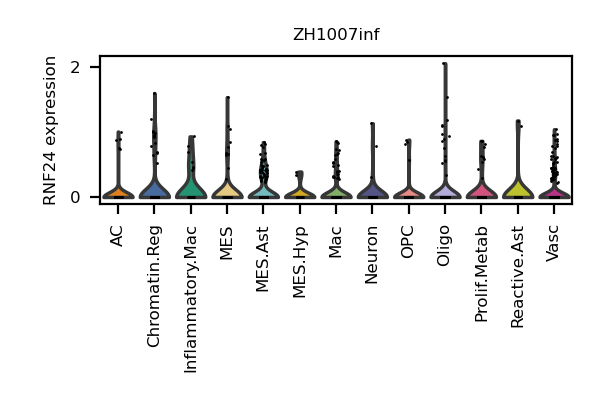 ZH1007inf
RNF24 expression
2
0
AC
Chromatin.Reg
Inflammatory.Mac
MES
MES.Ast
MES.Hyp
Mac
Neuron
OPC
Oligo
Prolif.Metab
Reactive.Ast
Vasc